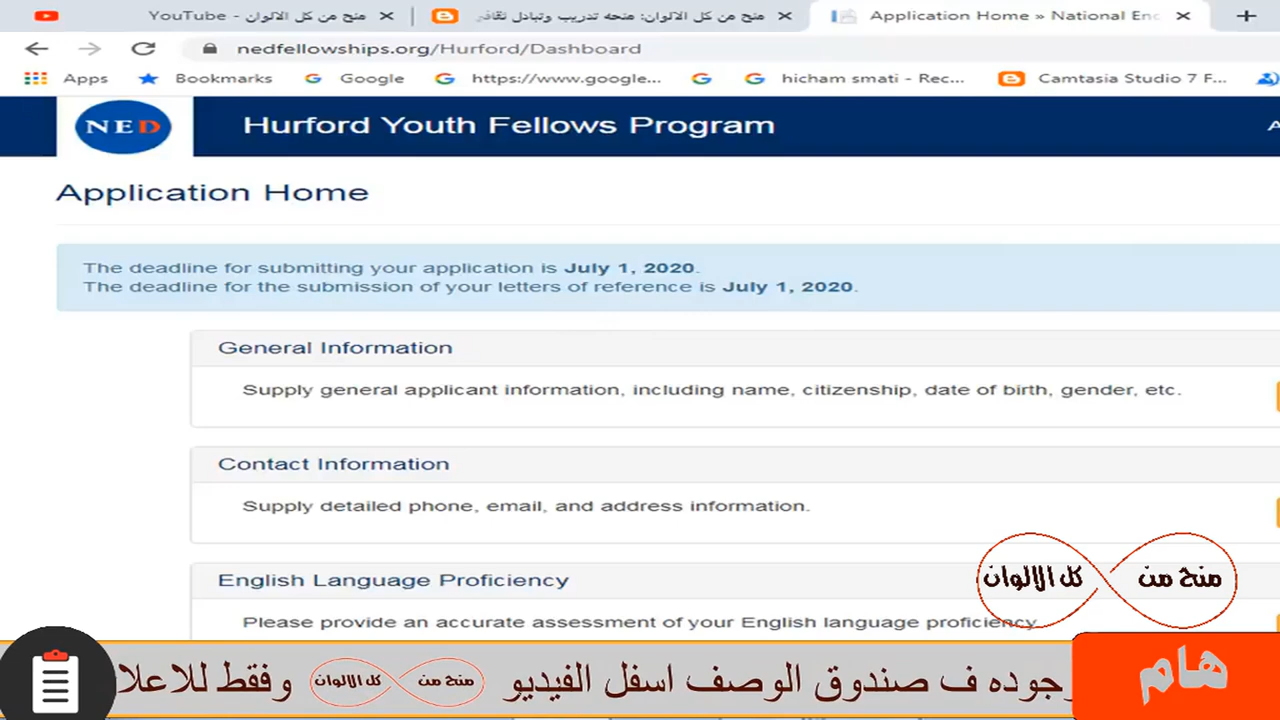 YouTube - منح من كل الالوان
منح من كل الالوان: منحه تدريب وتبادل ثقافي
Application Home » National Enc
nedfellowships.org/Hurford/Dashboard
Apps Bookmarks Google https://www.google... hicham smati - Rec... Camtasia Studio 7 F...
NED
Hurford Youth Fellows Program
A
Application Home
The deadline for submitting your application is July 1, 2020.
The deadline for the submission of your letters of reference is July 1, 2020.
General Information
Supply general applicant information, including name, citizenship, date of birth, gender, etc.
Contact Information
Supply detailed phone, email, and address information.
English Language Proficiency
Please provide an accurate assessment of your English language proficiency
منح من كل الالوان
هام
جوده ف صندوق الوصف اسفل الفيديو منح من كل الالوان وفقط للاعلا